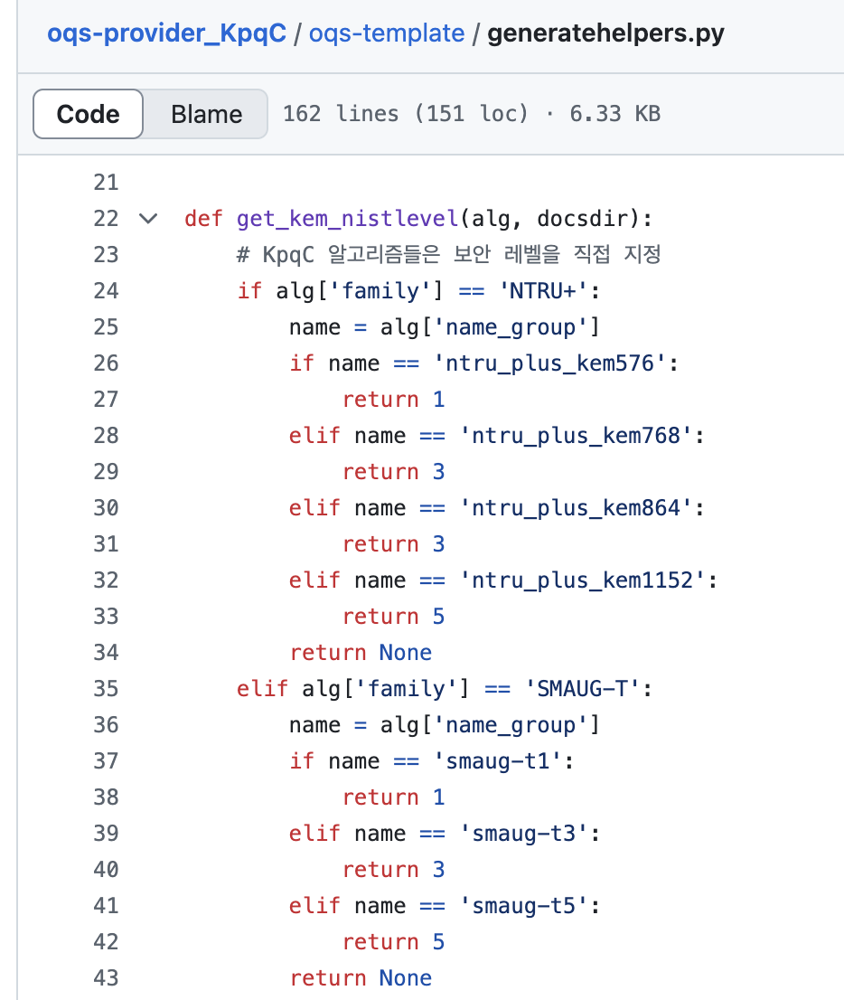 oqs-provider_KpqC / oqs-template / generatehelpers.py
Code Blame 162 lines (151 loc) · 6.33 KB
21
22 def get_kem_nistlevel(alg, docsdir):
23 # KpqC 알고리즘들은 보안 레벨을 직접 지정
24 if alg['family'] == 'NTRU+':
25 name = alg['name_group']
26 if name == 'ntru_plus_kem576':
27 return 1
28 elif name == 'ntru_plus_kem768':
29 return 3
30 elif name == 'ntru_plus_kem864':
31 return 3
32 elif name == 'ntru_plus_kem1152':
33 return 5
34 return None
35 elif alg['family'] == 'SMAUG-T':
36 name = alg['name_group']
37 if name == 'smaug-t1':
38 return 1
39 elif name == 'smaug-t3':
40 return 3
41 elif name == 'smaug-t5':
42 return 5
43 return None